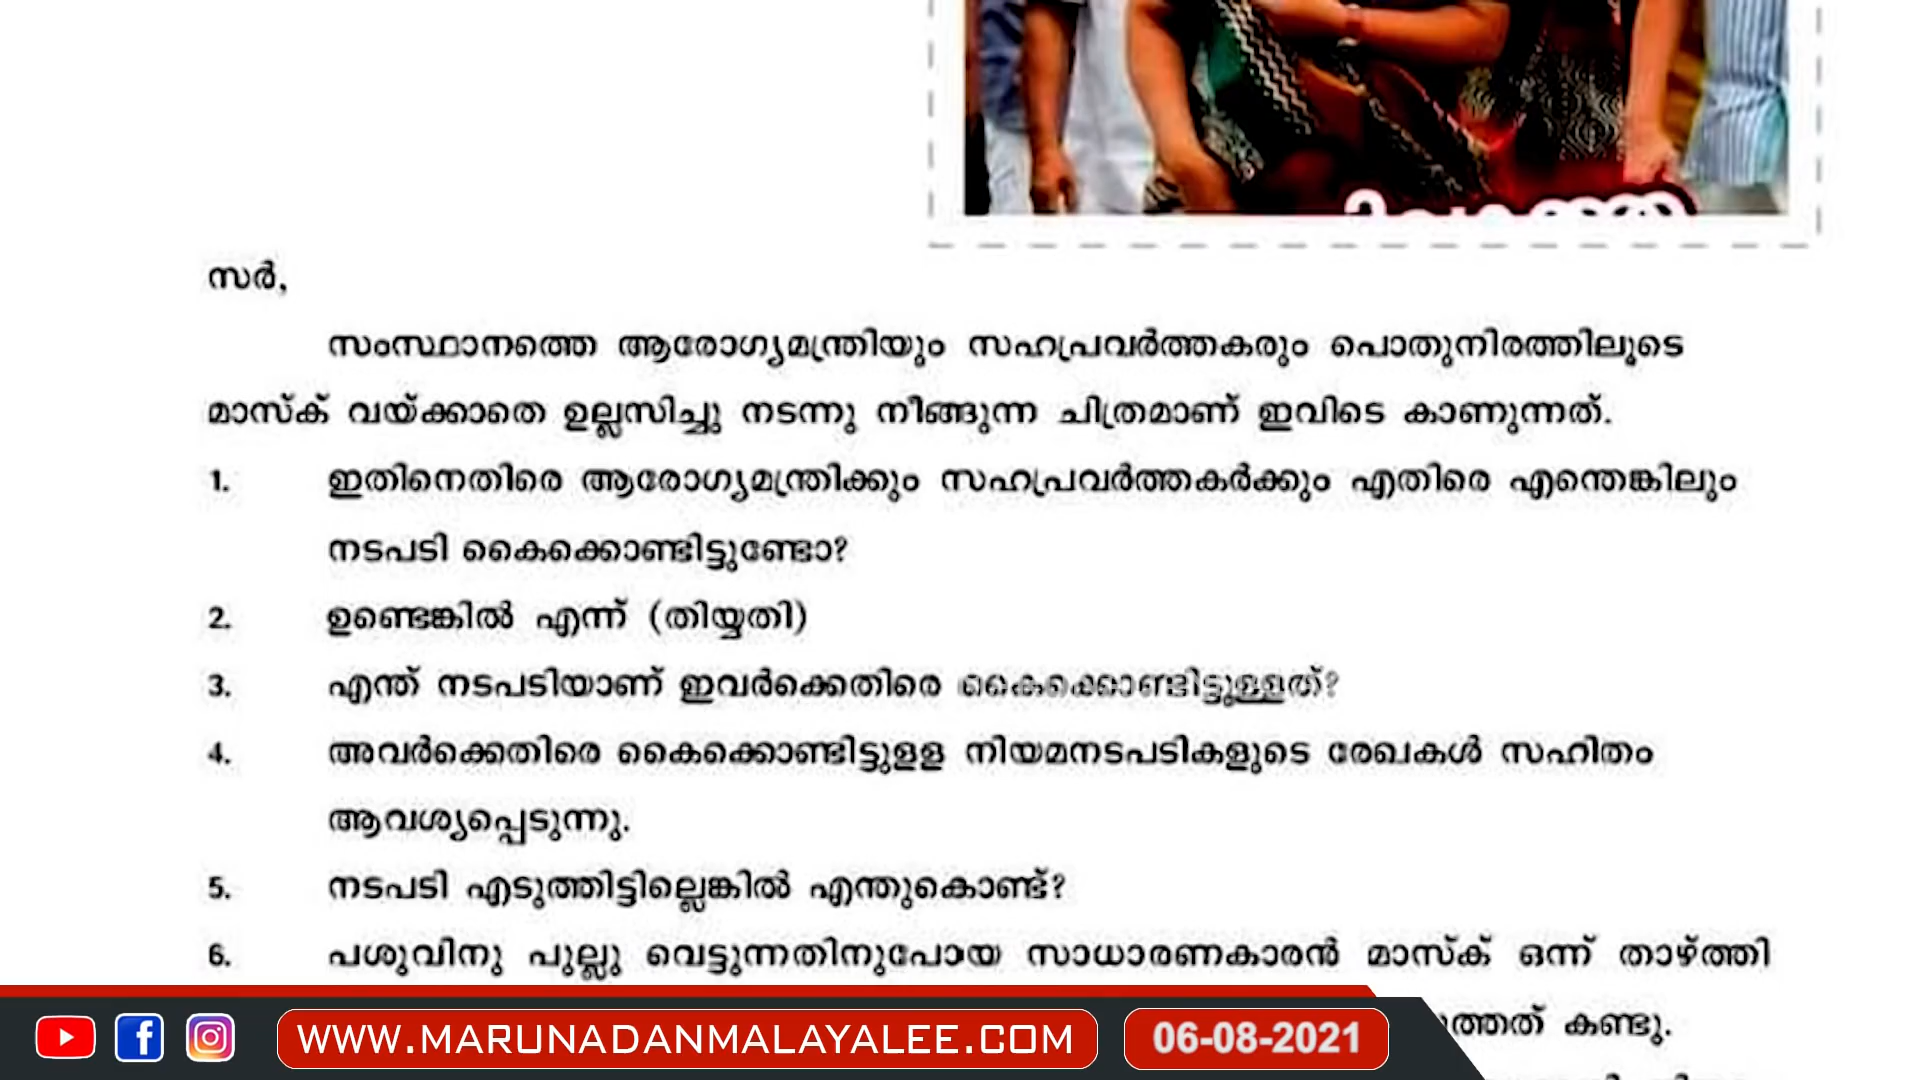 സർ,
സംസ്ഥാനത്തെ ആരോഗ്യമന്ത്രിയും സഹപ്രവർത്തകരും പൊതുനിരത്തിലൂടെ
മാസ്ക് വയ്ക്കാതെ ഉല്ലസിച്ചു നടന്നു നീങ്ങുന്ന ചിത്രമാണ് ഇവിടെ കാണുന്നത്.
1. ഇതിനെതിരെ ആരോഗ്യമന്ത്രിക്കും സഹപ്രവർത്തകർക്കും എതിരെ എന്തെങ്കിലും
നടപടി കൈക്കൊണ്ടിട്ടുണ്ടോ?
2. ഉണ്ടെങ്കിൽ എന്ന് (തിയ്യതി)
3. എന്ത് നടപടിയാണ് ഇവർക്കെതിരെ കൈക്കൊണ്ടിട്ടുള്ളത്?
4. അവർക്കെതിരെ കൈക്കൊണ്ടിട്ടുളള നിയമനടപടികളുടെ രേഖകൾ സഹിതം
ആവശ്യപ്പെടുന്നു.
5. നടപടി എടുത്തിട്ടില്ലെങ്കിൽ എന്തുകൊണ്ട്?
6. പശുവിനു പുല്ലു വെട്ടുന്നതിനുപോയ സാധാരണകാരൻ മാസ്ക് ഒന്ന് താഴ്ത്തി
കണ്ടു.
WWW.MARUNADANMALAYALEE.COM
06-08-2021